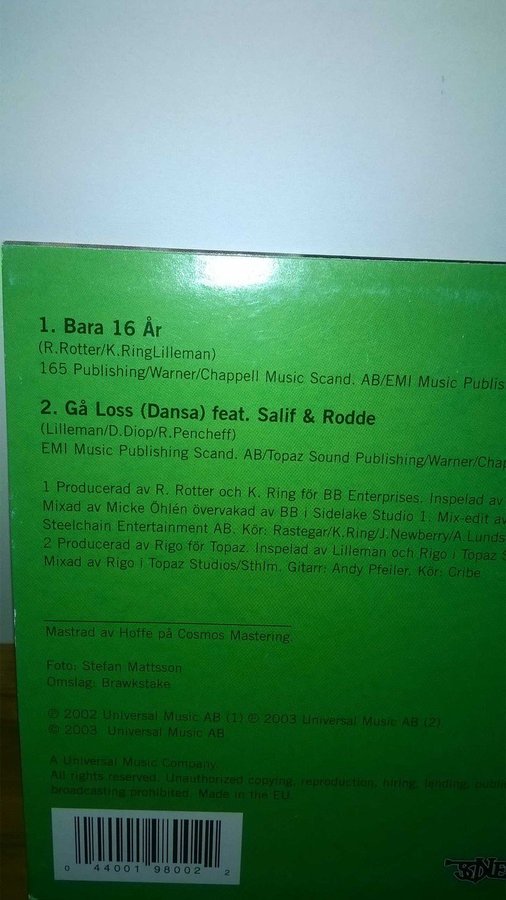 1. Bara 16 År
(R.Rotter/K.RingLilleman)
165 Publishing/Warner/Chappell Music Scand. AB/EMI Music Publis
2. Gå Loss (Dansa) feat. Salif & Rodde
(Lilleman/D.Diop/R.Pencheff)
EMI Music Publishing Scand. AB/Topaz Sound Publishing/Warner/Chap
1 Producerad av R. Rotter och K. Ring för BB Enterprises. Inspelad av
Mixad av Micke Öhlén övervakad av BB i Sidelake Studio 1. Mix-edit av
Steelchain Entertainment AB. Kör: Rastegar/K.Ring/J.Newberry/A.Lunds
2 Producerad av Rigo för Topaz. Inspelad av Lilleman och Rigo i Topaz S
Mixad av Rigo i Topaz Studios/Sthlm. Gitarr: Andy Pfeiler. Kör: Cribe
Mastrad av Hoffe på Cosmos Mastering.
Foto: Stefan Mattsson
Omslag: Brawksteke
℗ 2002 Universal Music AB (1).℗ 2003 Universal Music AB (2).
© 2003 Universal Music AB
A Universal Music Company.
All rights reserved. Unauthorized copying, reproduction, hiring, lending, publi
broadcasting prohibited. Made in the EU.
0 44001 98002 2